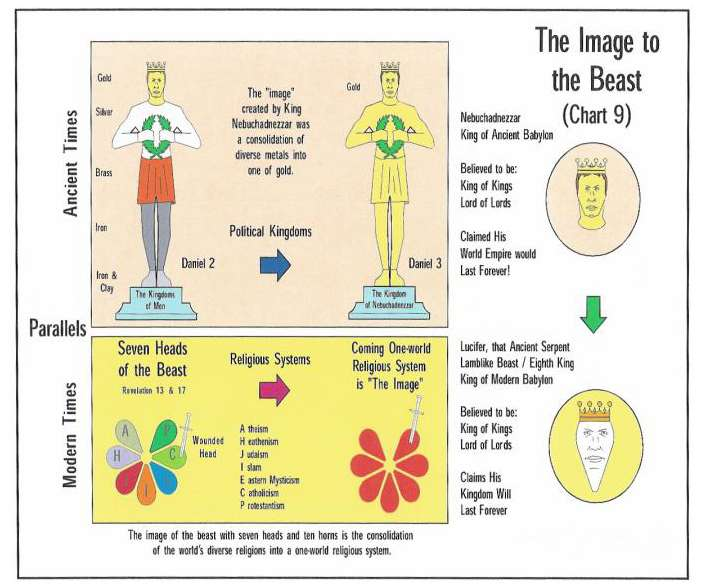 The Image to
the Beast
(Chart 9)
Ancient Times
Gold
Silver
Brass
Iron
Iron &
Clay
The "image"
created by King
Nebuchadnezzar was
a consolidation of
diverse metals into
one of gold.
Political Kingdoms
Daniel 2
The Kingdoms
of Men
Gold
Daniel 3
The Kingdom
of Nebuchadnezzar
Nebuchadnezzar
King of Ancient Babylon
Believed to be:
King of Kings
Lord of Lords
Claimed His
World Empire would
Last Forever!
Parallels
Modern Times
Seven Heads
of the Beast
Revelation 13 & 17
A
P
H
C
I
Wounded
Head
Religious Systems
A theism
H eathenism
J udaism
I slam
E astern Mysticism
C atholicism
P rotestantism
Coming One-world
Religious System
is "The Image"
Lucifer, that Ancient Serpent
Lamblike Beast / Eighth King
King of Modern Babylon
Believed to be:
King of Kings
Lord of Lords
Claims His
Kingdom Will
Last Forever
The image of the beast with seven heads and ten horns is the consolidation
of the world's diverse religions into a one-world religious system.